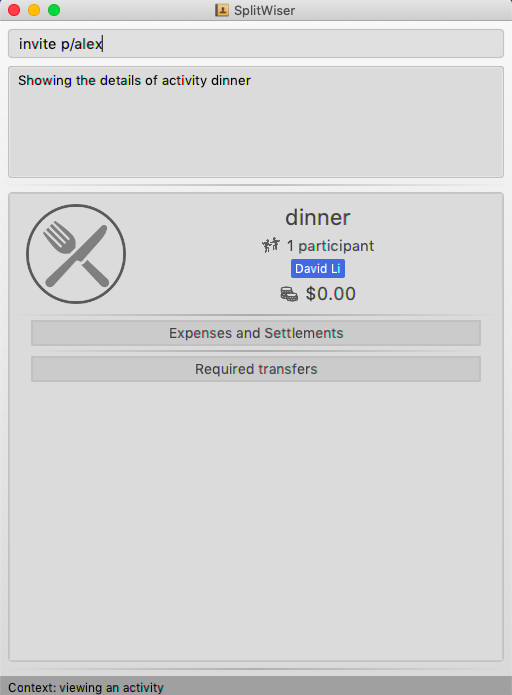 SplitWiser
invite p/alex
Showing the details of activity dinner
dinner
1 participant
David Li
$0.00
Expenses and Settlements
Required transfers
Context: viewing an activity